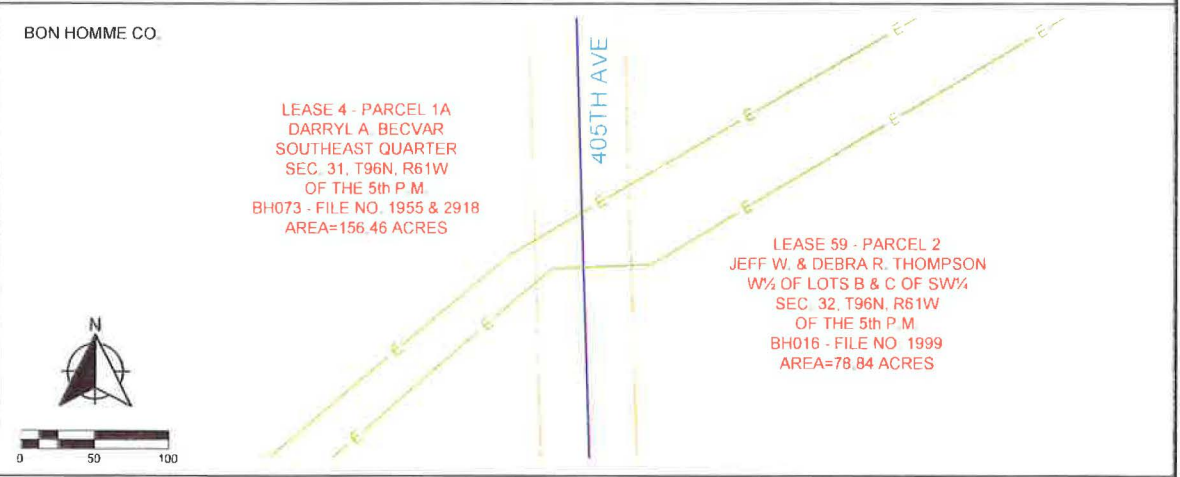 BON HOMME CO.
405TH AVE
LEASE 4 - PARCEL 1A
DARRYL A. BECVAR
SOUTHEAST QUARTER
SEC. 31, T96N, R61W
OF THE 5th P.M.
BH073 - FILE NO. 1955 & 2918
AREA=156.46 ACRES
LEASE 59 - PARCEL 2
JEFF W. & DEBRA R. THOMPSON
W½ OF LOTS B & C OF SW¼
SEC. 32, T96N, R61W
OF THE 5th P.M.
BH016 - FILE NO. 1999
AREA=78.84 ACRES
E
E
E
E
E
E
E
E
E
N
0 50 100